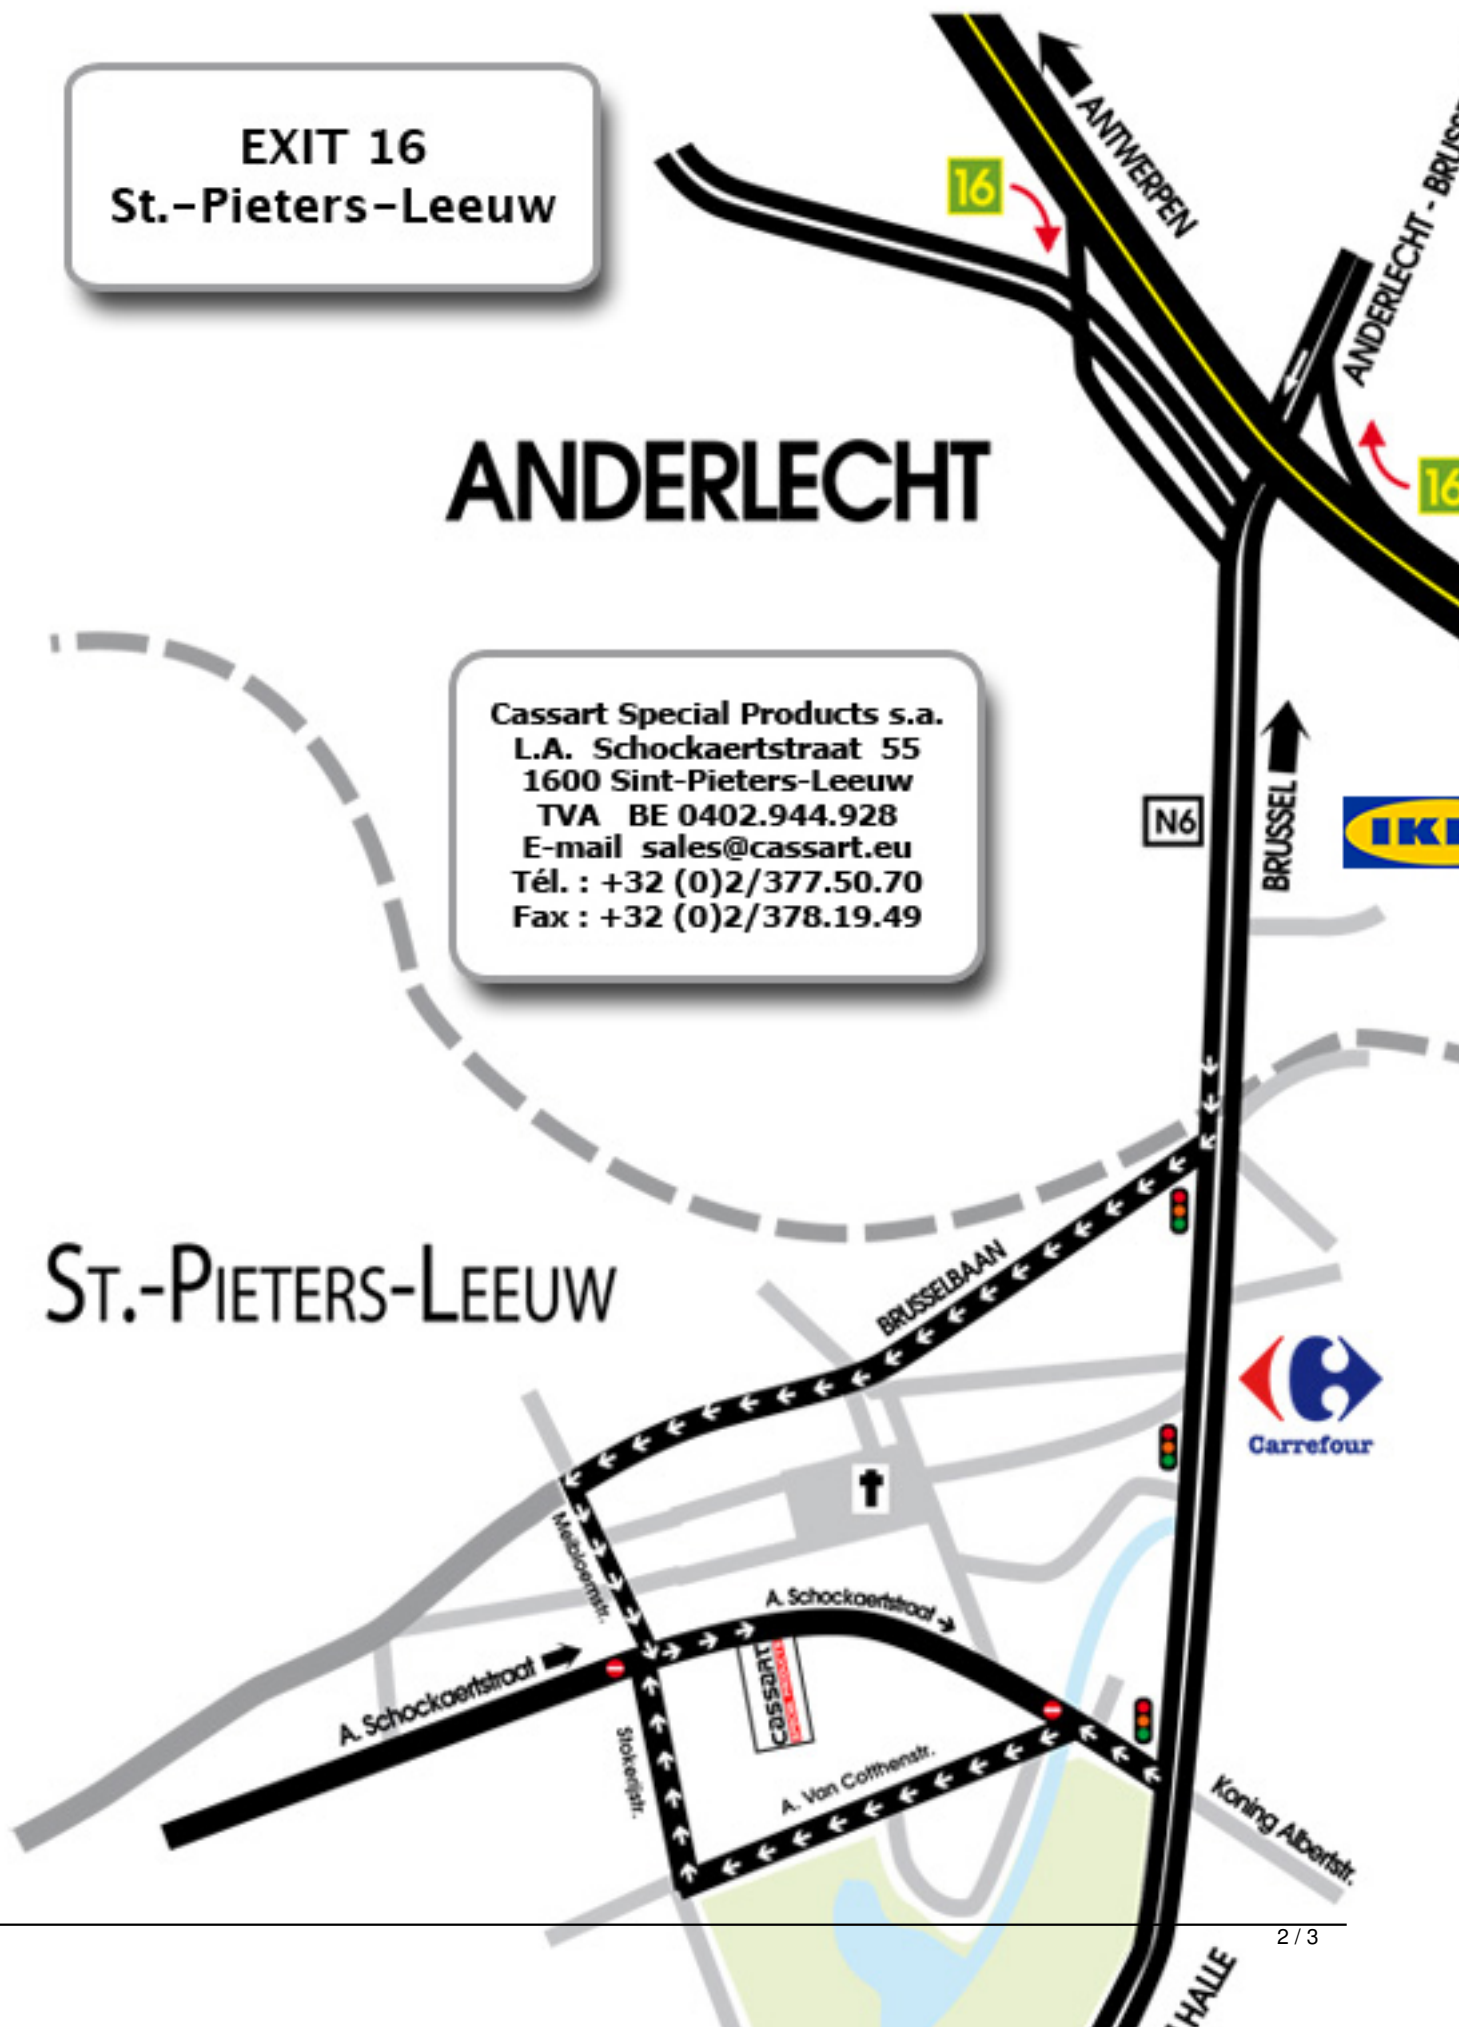 EXIT 16
St.-Pieters-Leeuw
ANTWERPEN
16
ANDERLECHT - BRUSS
ANDERLECHT
16
Cassart Special Products s.a.
L.A. Schockaertstraat 55
1600 Sint-Pieters-Leeuw
TVA BE 0402.944.928
E-mail sales@cassart.eu
Tél. : +32 (0)2/377.50.70
Fax : +32 (0)2/378.19.49
N6
BRUSSEL
IKE
ST.-PIETERS-LEEUW
BRUSSELBAAN
Carrefour
Meibloemstr.
A. Schockaertstraat
A. Schockaertstraat
CASSART
Stokerijstr.
A. Van Cotthenstr.
Koning Albertstr.
2 / 3
HALLE